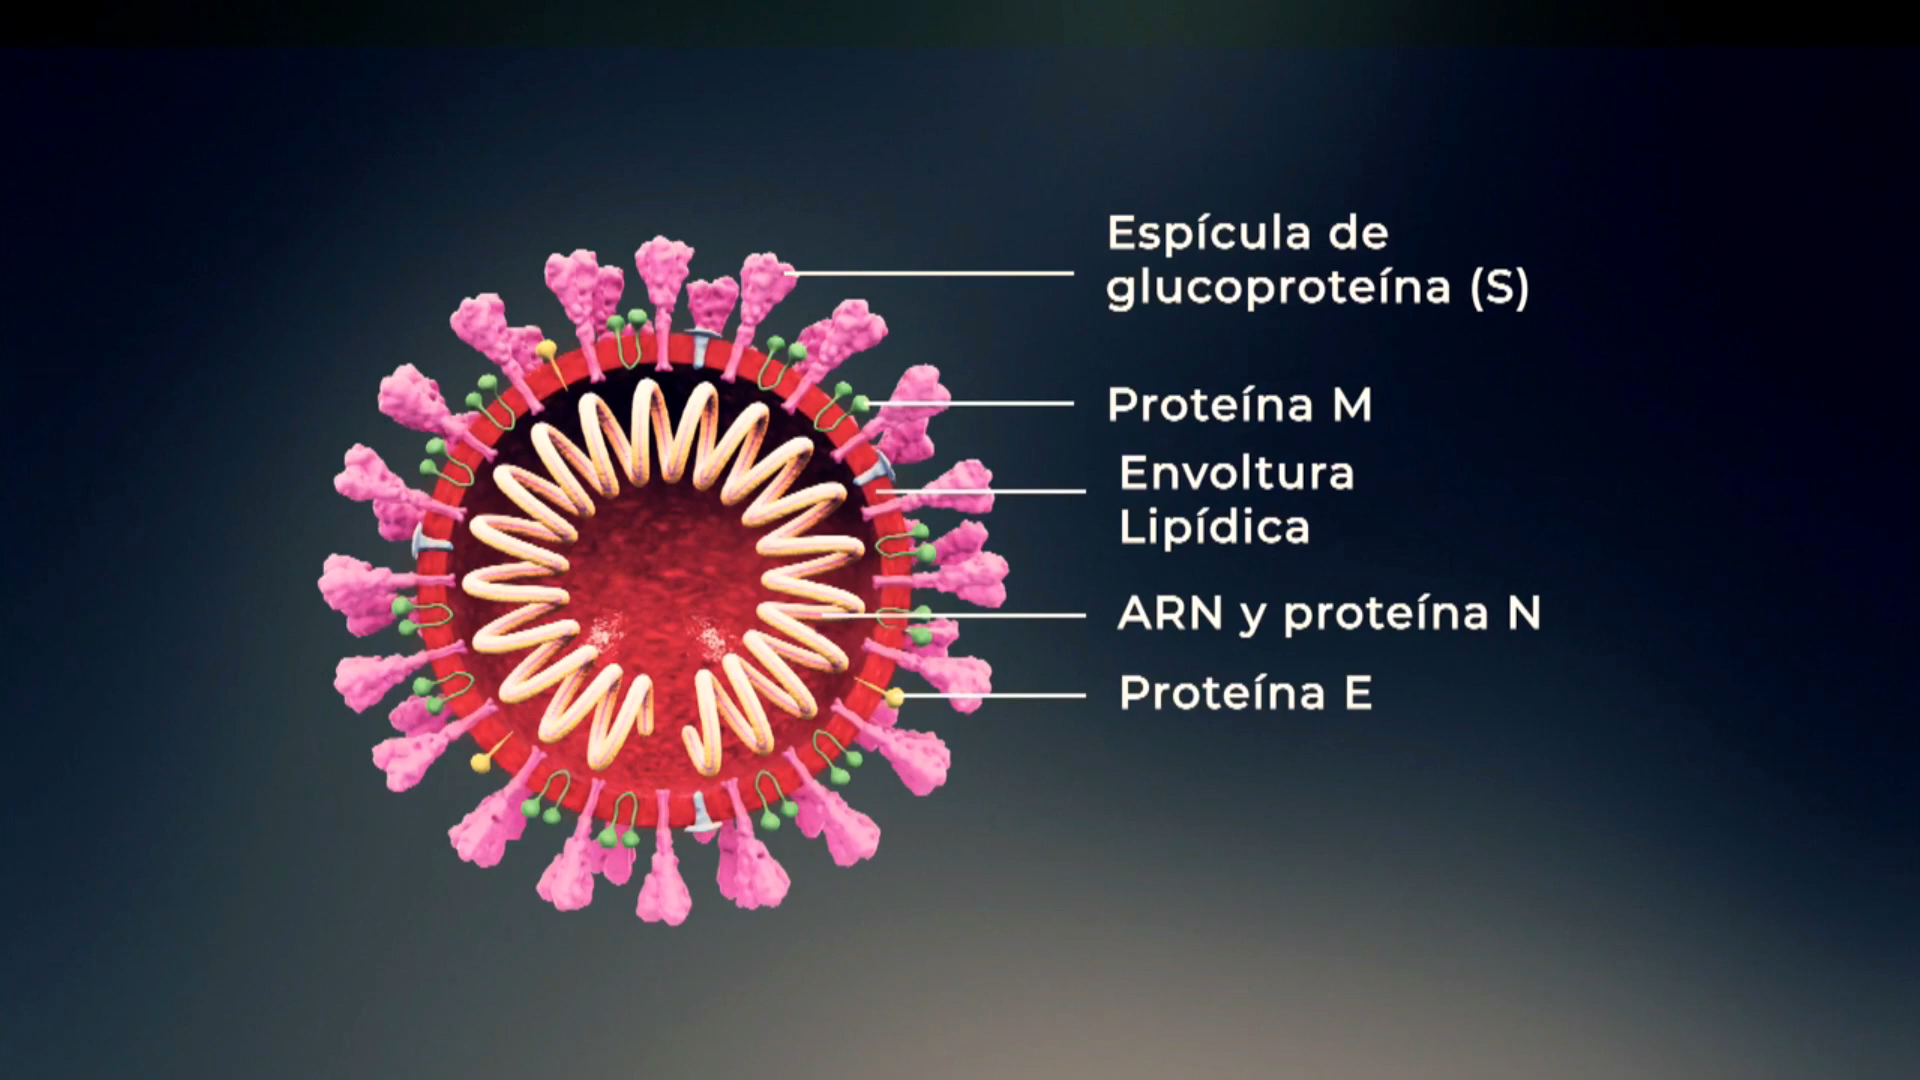 Espícula de
glucoproteína (S)
Proteína M
Envoltura
Lipídica
ARN y proteína N
Proteína E